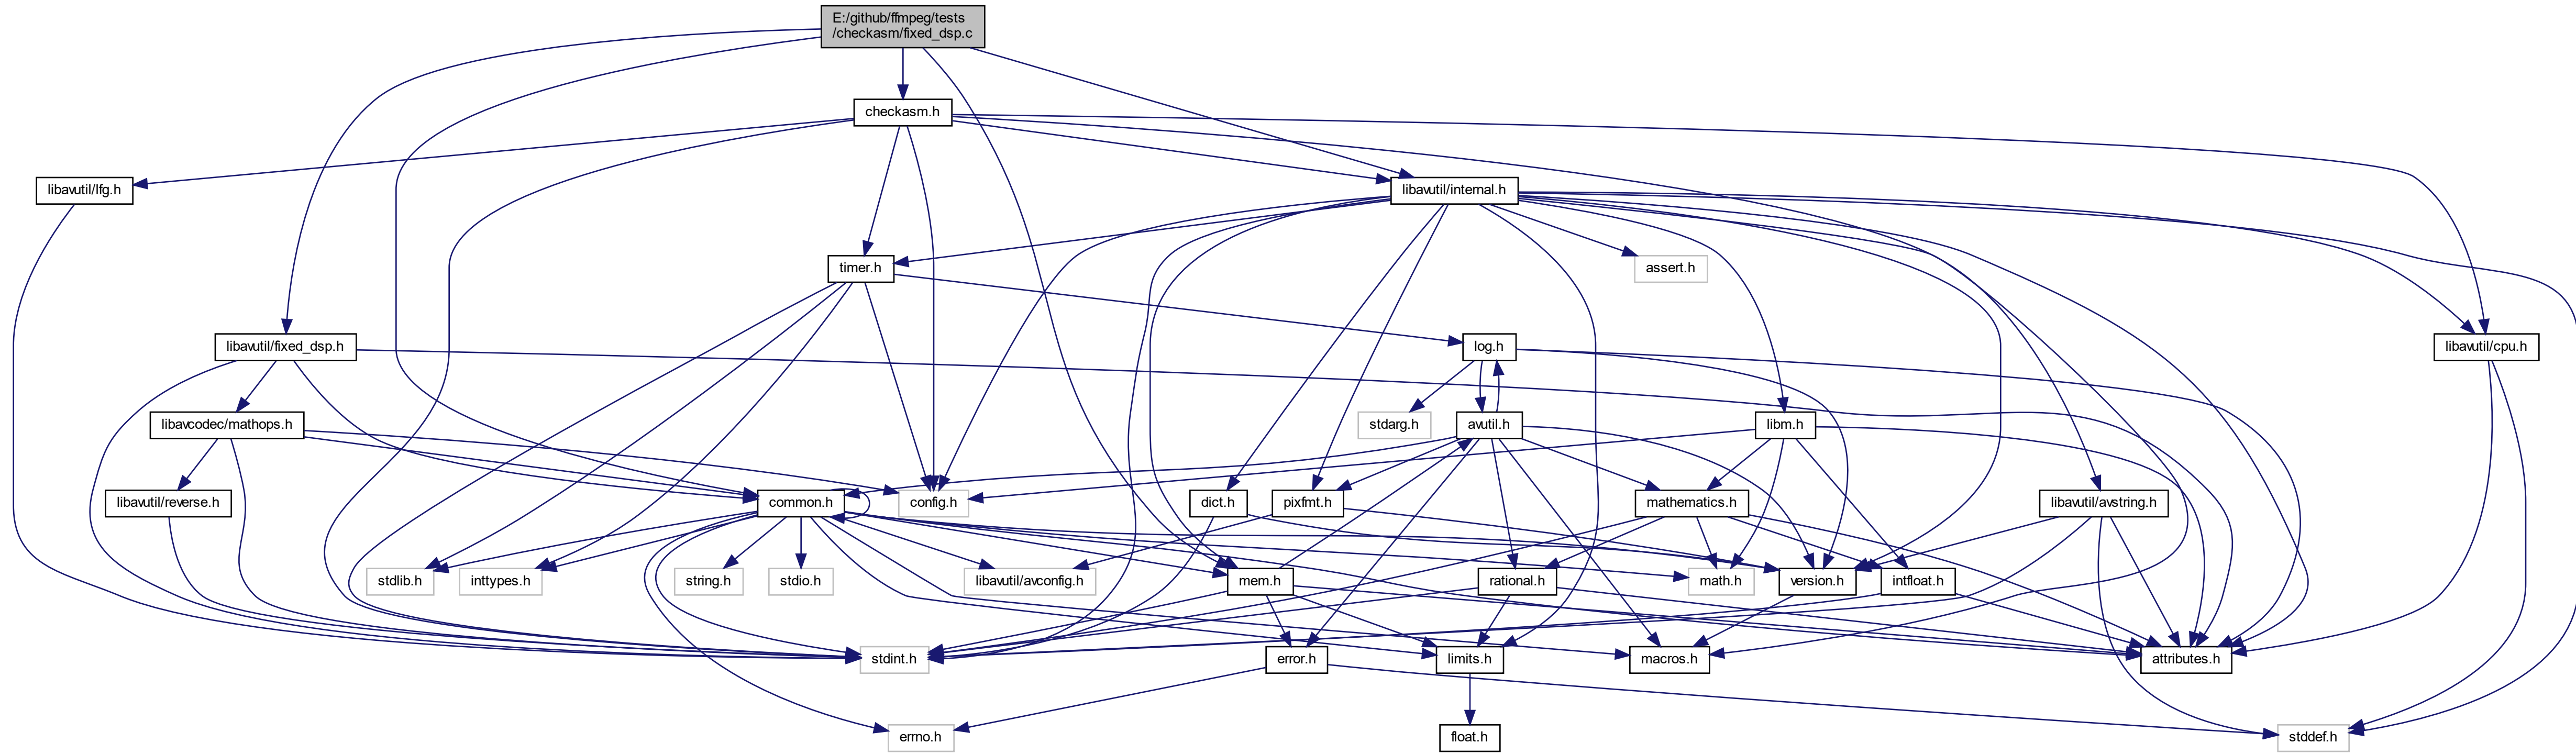 E:/github/ffmpeg/tests
/checkasm/fixed_dsp.c
checkasm.h
libavutil/lfg.h
libavutil/internal.h
timer.h
assert.h
libavutil/fixed_dsp.h
log.h
libavutil/cpu.h
libavcodec/mathops.h
stdarg.h
avutil.h
libm.h
libavutil/reverse.h
common.h
config.h
dict.h
pixfmt.h
mathematics.h
libavutil/avstring.h
stdlib.h
inttypes.h
string.h
stdio.h
libavutil/avconfig.h
mem.h
rational.h
math.h
version.h
intfloat.h
stdint.h
error.h
limits.h
macros.h
attributes.h
errno.h
float.h
stddef.h